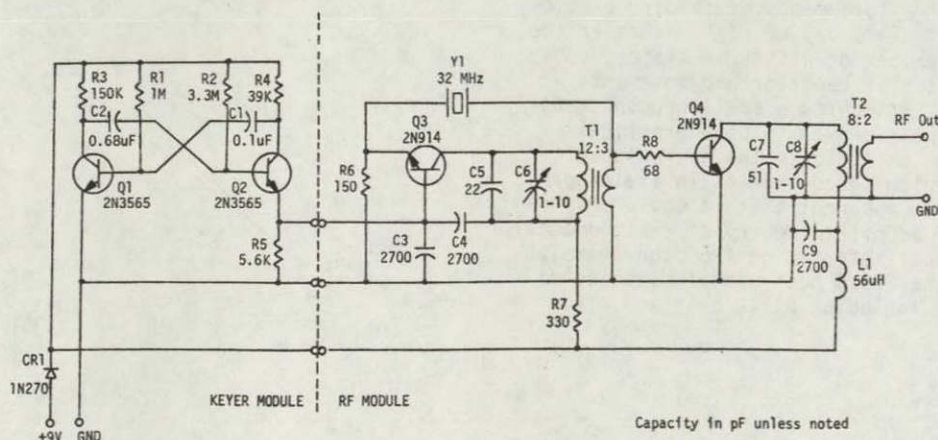 Y1
32 MHz
R3
150K
R1
1M
R2
3.3M
R4
39K
C2
0.68uF
C1
0.1uF
Q1
2N3565
Q2
2N3565
R5
5.6K
Q3
2N914
R6
150
C5
22
C6
1-10
T1
12:3
R8
68
Q4
2N914
C7
51
C8
1-10
T2
8:2
RF Out
GND
C3
2700
C4
2700
C9
2700
L1
56uH
R7
330
CR1
1N270
+9V
GND
KEYER MODULE
RF MODULE
Capacity in pF unless noted